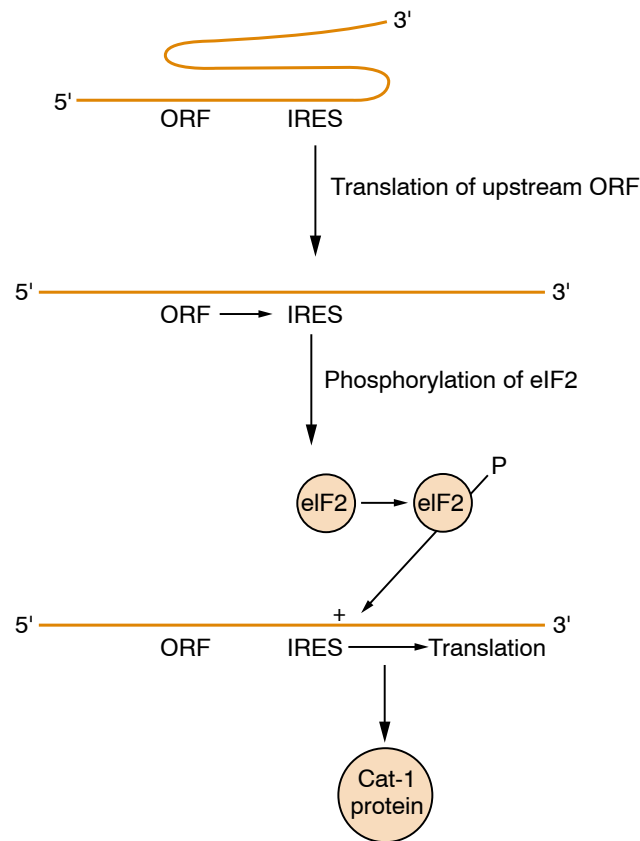 3'
5'
ORF IRES
Translation of upstream ORF
5' 3'
ORF IRES
Phosphorylation of eIF2
P
eIF2 eIF2
+
5' 3'
ORF IRES Translation
Cat-1
protein